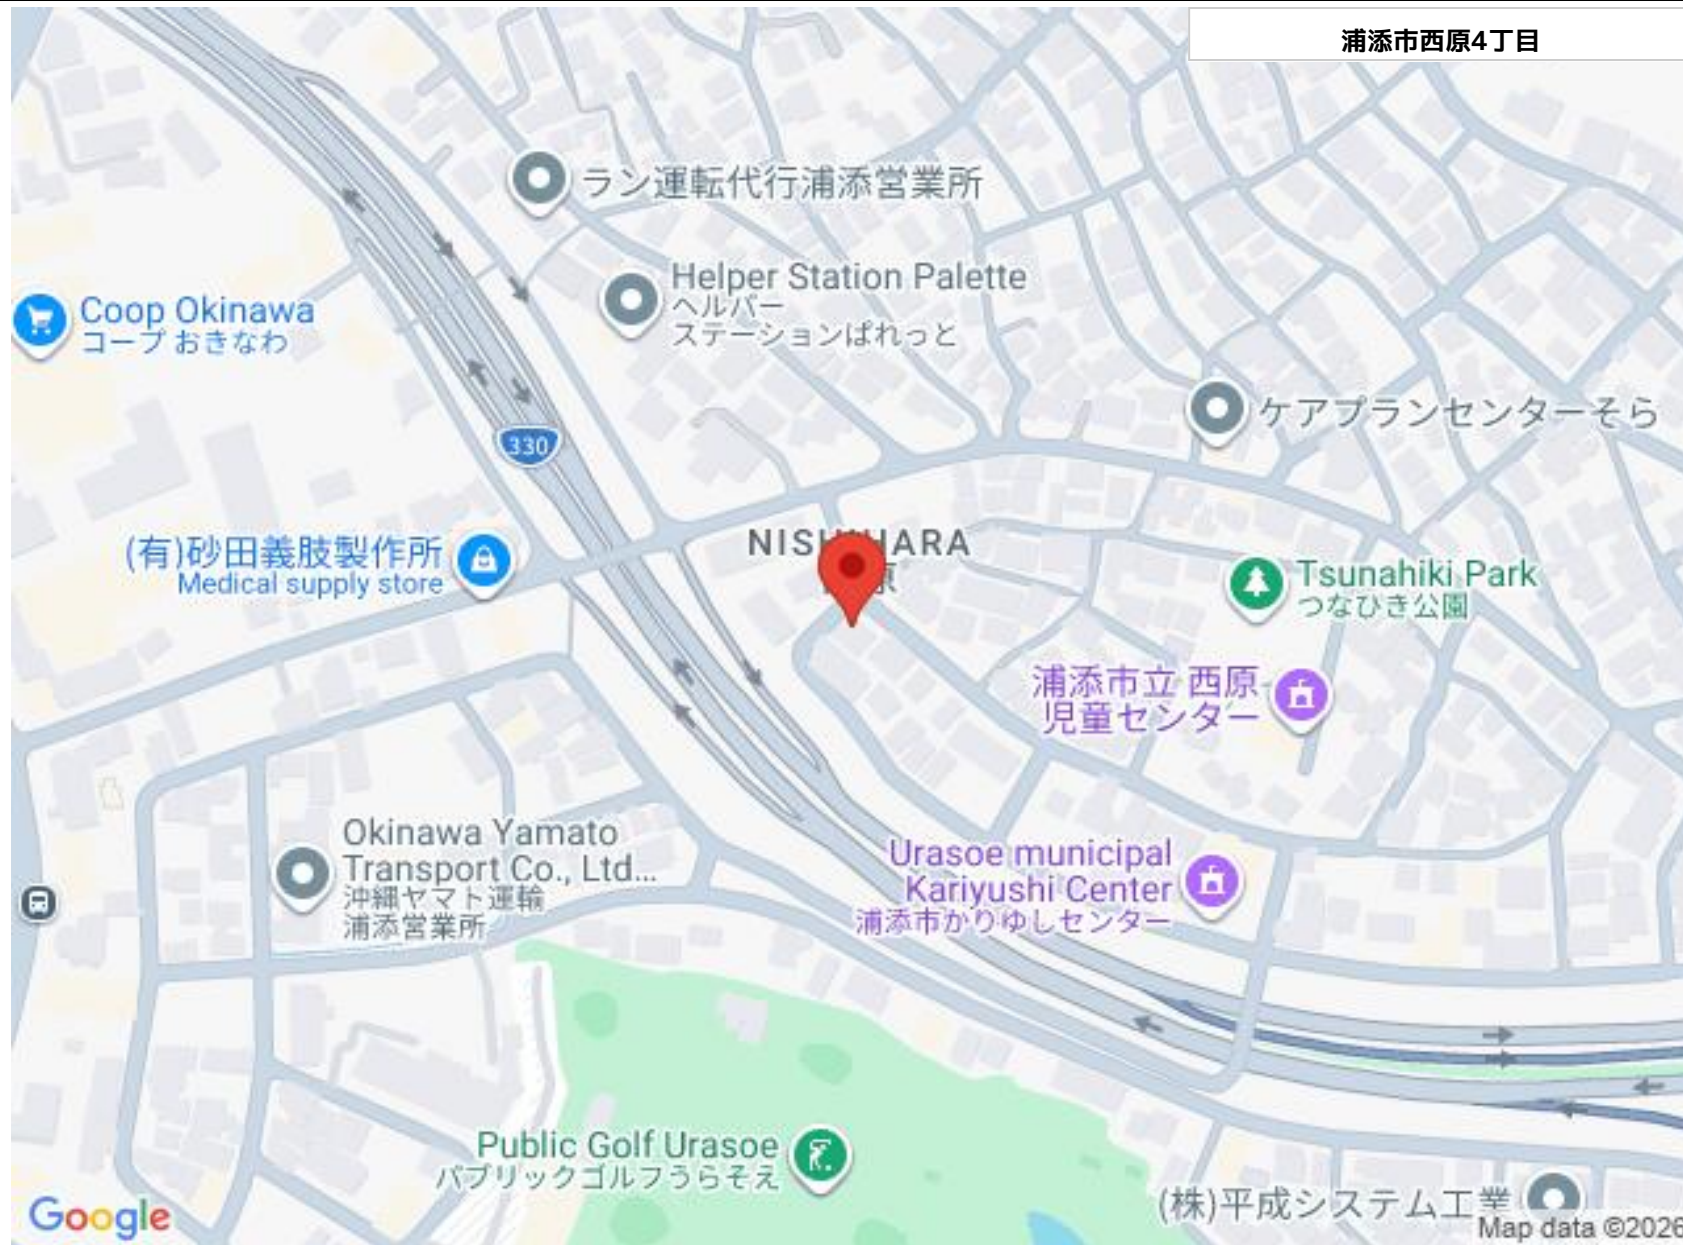 浦添市西原4丁目
ラン運転代行浦添営業所
Helper Station Palette
ヘルパー
ステーションぱれっと
Coop Okinawa
コープ おきなわ
330
ケアプランセンターそら
(有)砂田義肢製作所
Medical supply store
Tsunahiki Park
つなひき公園
浦添市立 西原
児童センター
Okinawa Yamato
Transport Co., Ltd...
沖縄ヤマト運輸
浦添営業所
Urasoe municipal
Kariyushi Center
浦添市かりゆしセンター
Public Golf Urasoe
パブリックゴルフうらそえ
(株)平成システム工業
Google
Map data ©2026